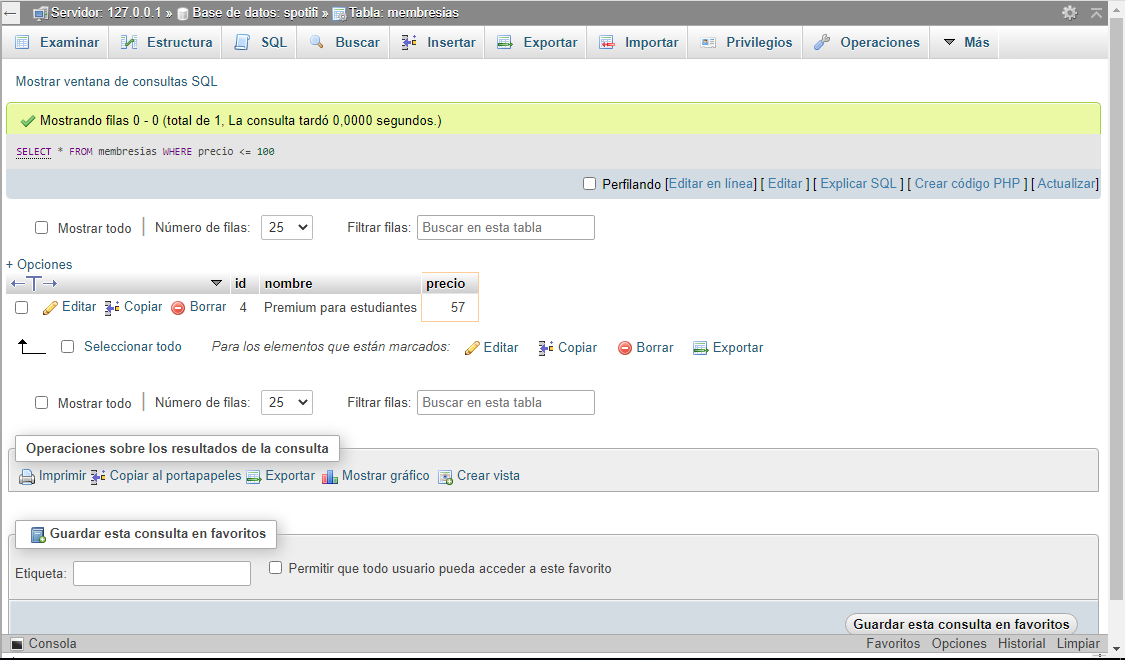 Servidor: 127.0.0.1 » Base de datos: spotifi » Tabla: membresias
Examinar Estructura SQL Buscar Insertar Exportar Importar Privilegios Operaciones Más
Mostrar ventana de consultas SQL
Mostrando filas 0 - 0 (total de 1, La consulta tardó 0,0000 segundos.)
SELECT * FROM membresias WHERE precio <= 100
Perfilando [Editar en línea] [ Editar ] [ Explicar SQL ] [ Crear código PHP ] [ Actualizar]
Mostrar todo Número de filas: 25 Filtrar filas: Buscar en esta tabla
+ Opciones
id nombre precio
Editar Copiar Borrar 4 Premium para estudiantes 57
Seleccionar todo Para los elementos que están marcados: Editar Copiar Borrar Exportar
Mostrar todo Número de filas: 25 Filtrar filas: Buscar en esta tabla
Operaciones sobre los resultados de la consulta
Imprimir Copiar al portapapeles Exportar Mostrar gráfico Crear vista
Guardar esta consulta en favoritos
Etiqueta: Permitir que todo usuario pueda acceder a este favorito
Guardar esta consulta en favoritos
Consola Favoritos Opciones Historial Limpiar